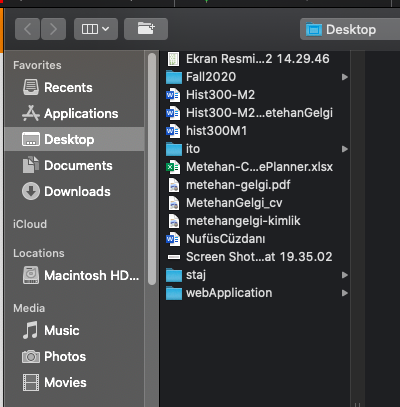 Desktop
Favorites
Recents
Applications
Desktop
Documents
Downloads
iCloud
Locations
Macintosh HD...
Media
Music
Photos
Movies
Ekran Resmi...2 14.29.46
Fall2020
Hist300-M2
Hist300-M2...etehanGelgi
hist300M1
ito
Metehan-C...ePlanner.xlsx
metehan-gelgi.pdf
MetehanGelgi_cv
metehangelgi-kimlik
NufüsCüzdanı
Screen Shot...at 19.35.02
staj
webApplication